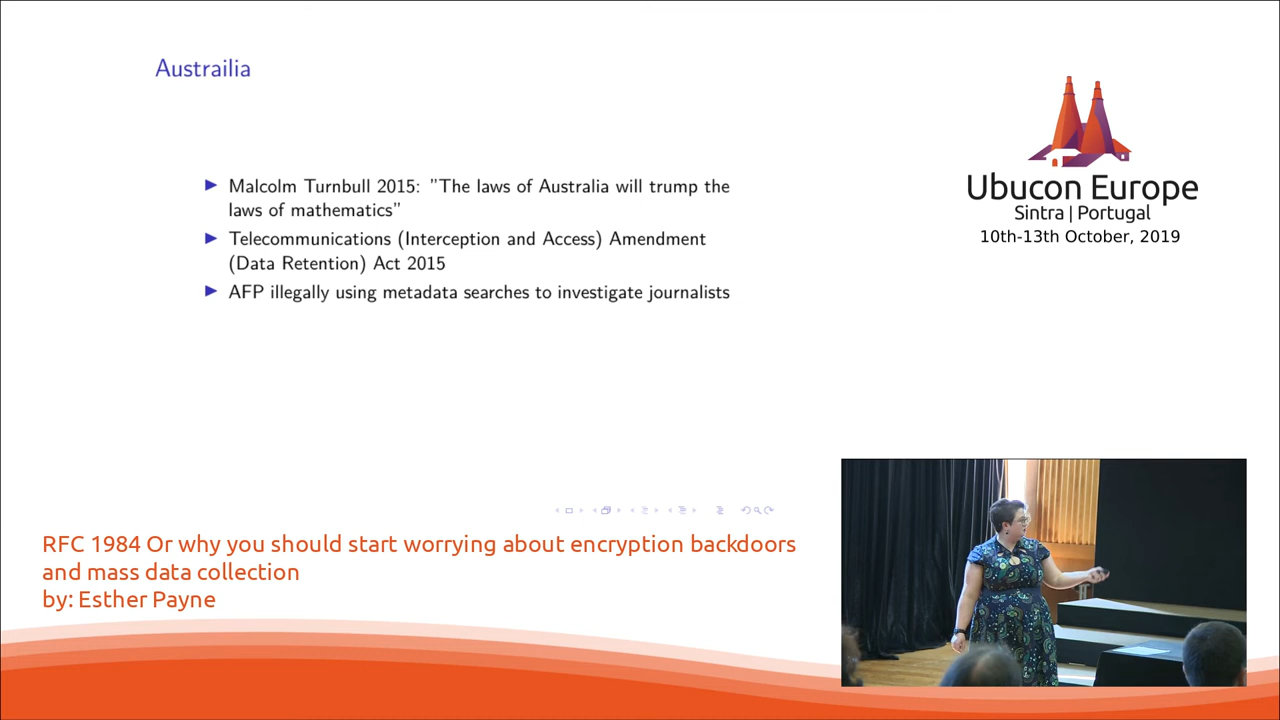 Austrailia
Malcolm Turnbull 2015: ”The laws of Australia will trump the
laws of mathematics”
Telecommunications (Interception and Access) Amendment
(Data Retention) Act 2015
AFP illegally using metadata searches to investigate journalists
Ubucon Europe
Sintra | Portugal
10th-13th October, 2019
RFC 1984 Or why you should start worrying about encryption backdoors
and mass data collection
by: Esther Payne